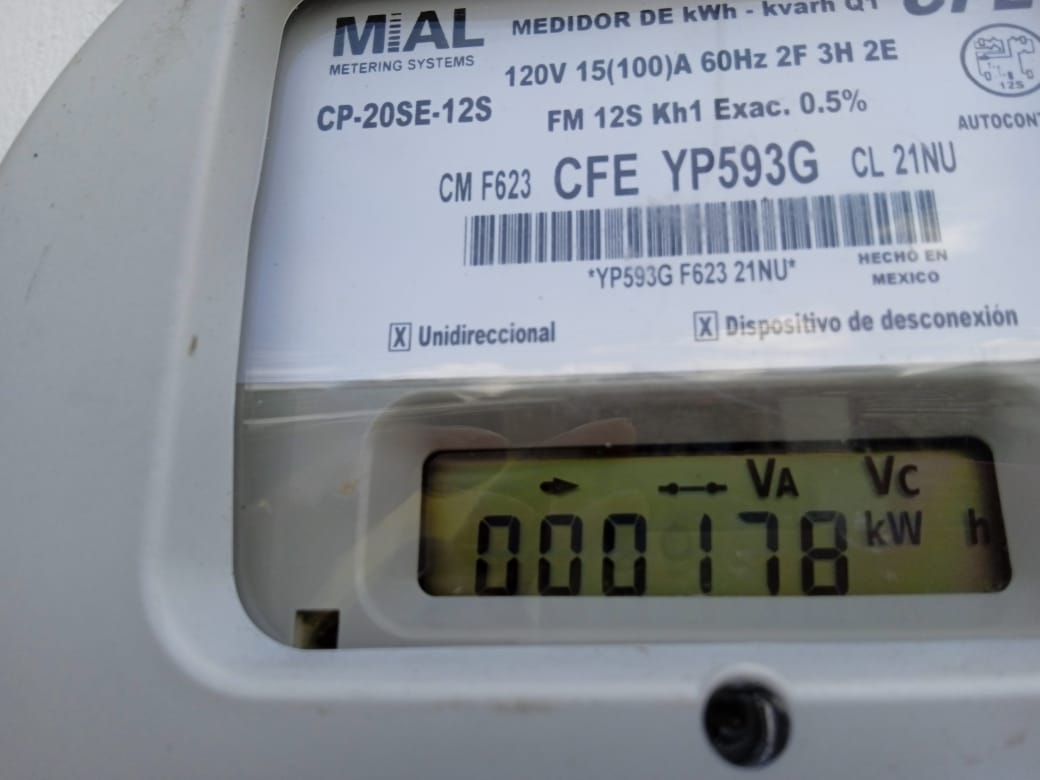 MIAL
METERING SYSTEMS
MEDIDOR DE kWh - kvarh Q1
CFE
120V 15(100)A 60Hz 2F 3H 2E
CP-20SE-12S
FM 12S Kh1 Exac. 0.5%
12S
CM F623 CFE YP593G CL 21NU
*YP593G F623 21NU*
HECHO EN
MEXICO
X Unidireccional
X Dispositivo de desconexión
VA VC
000178 kW h